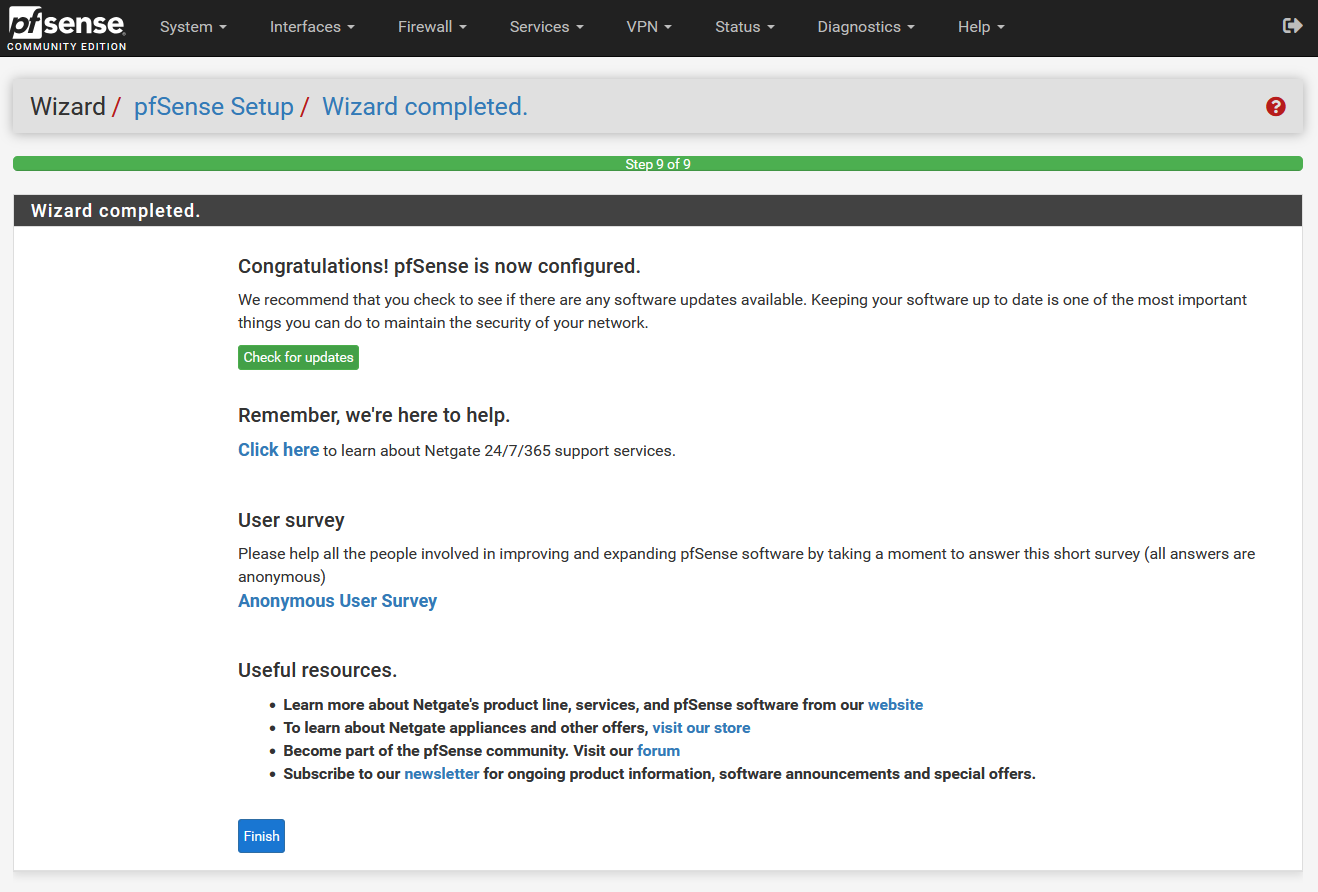 pfsense
COMMUNITY EDITION
System
Interfaces
Firewall
Services
VPN
Status
Diagnostics
Help
Wizard / pfSense Setup / Wizard completed.
?
Step 9 of 9
Wizard completed.
Congratulations! pfSense is now configured.
We recommend that you check to see if there are any software updates available. Keeping your software up to date is one of the most important
things you can do to maintain the security of your network.
Check for updates
Remember, we're here to help.
Click here to learn about Netgate 24/7/365 support services.
User survey
Please help all the people involved in improving and expanding pfSense software by taking a moment to answer this short survey (all answers are
anonymous)
Anonymous User Survey
Useful resources.
• Learn more about Netgate's product line, services, and pfSense software from our website
• To learn about Netgate appliances and other offers, visit our store
• Become part of the pfSense community. Visit our forum
• Subscribe to our newsletter for ongoing product information, software announcements and special offers.
Finish